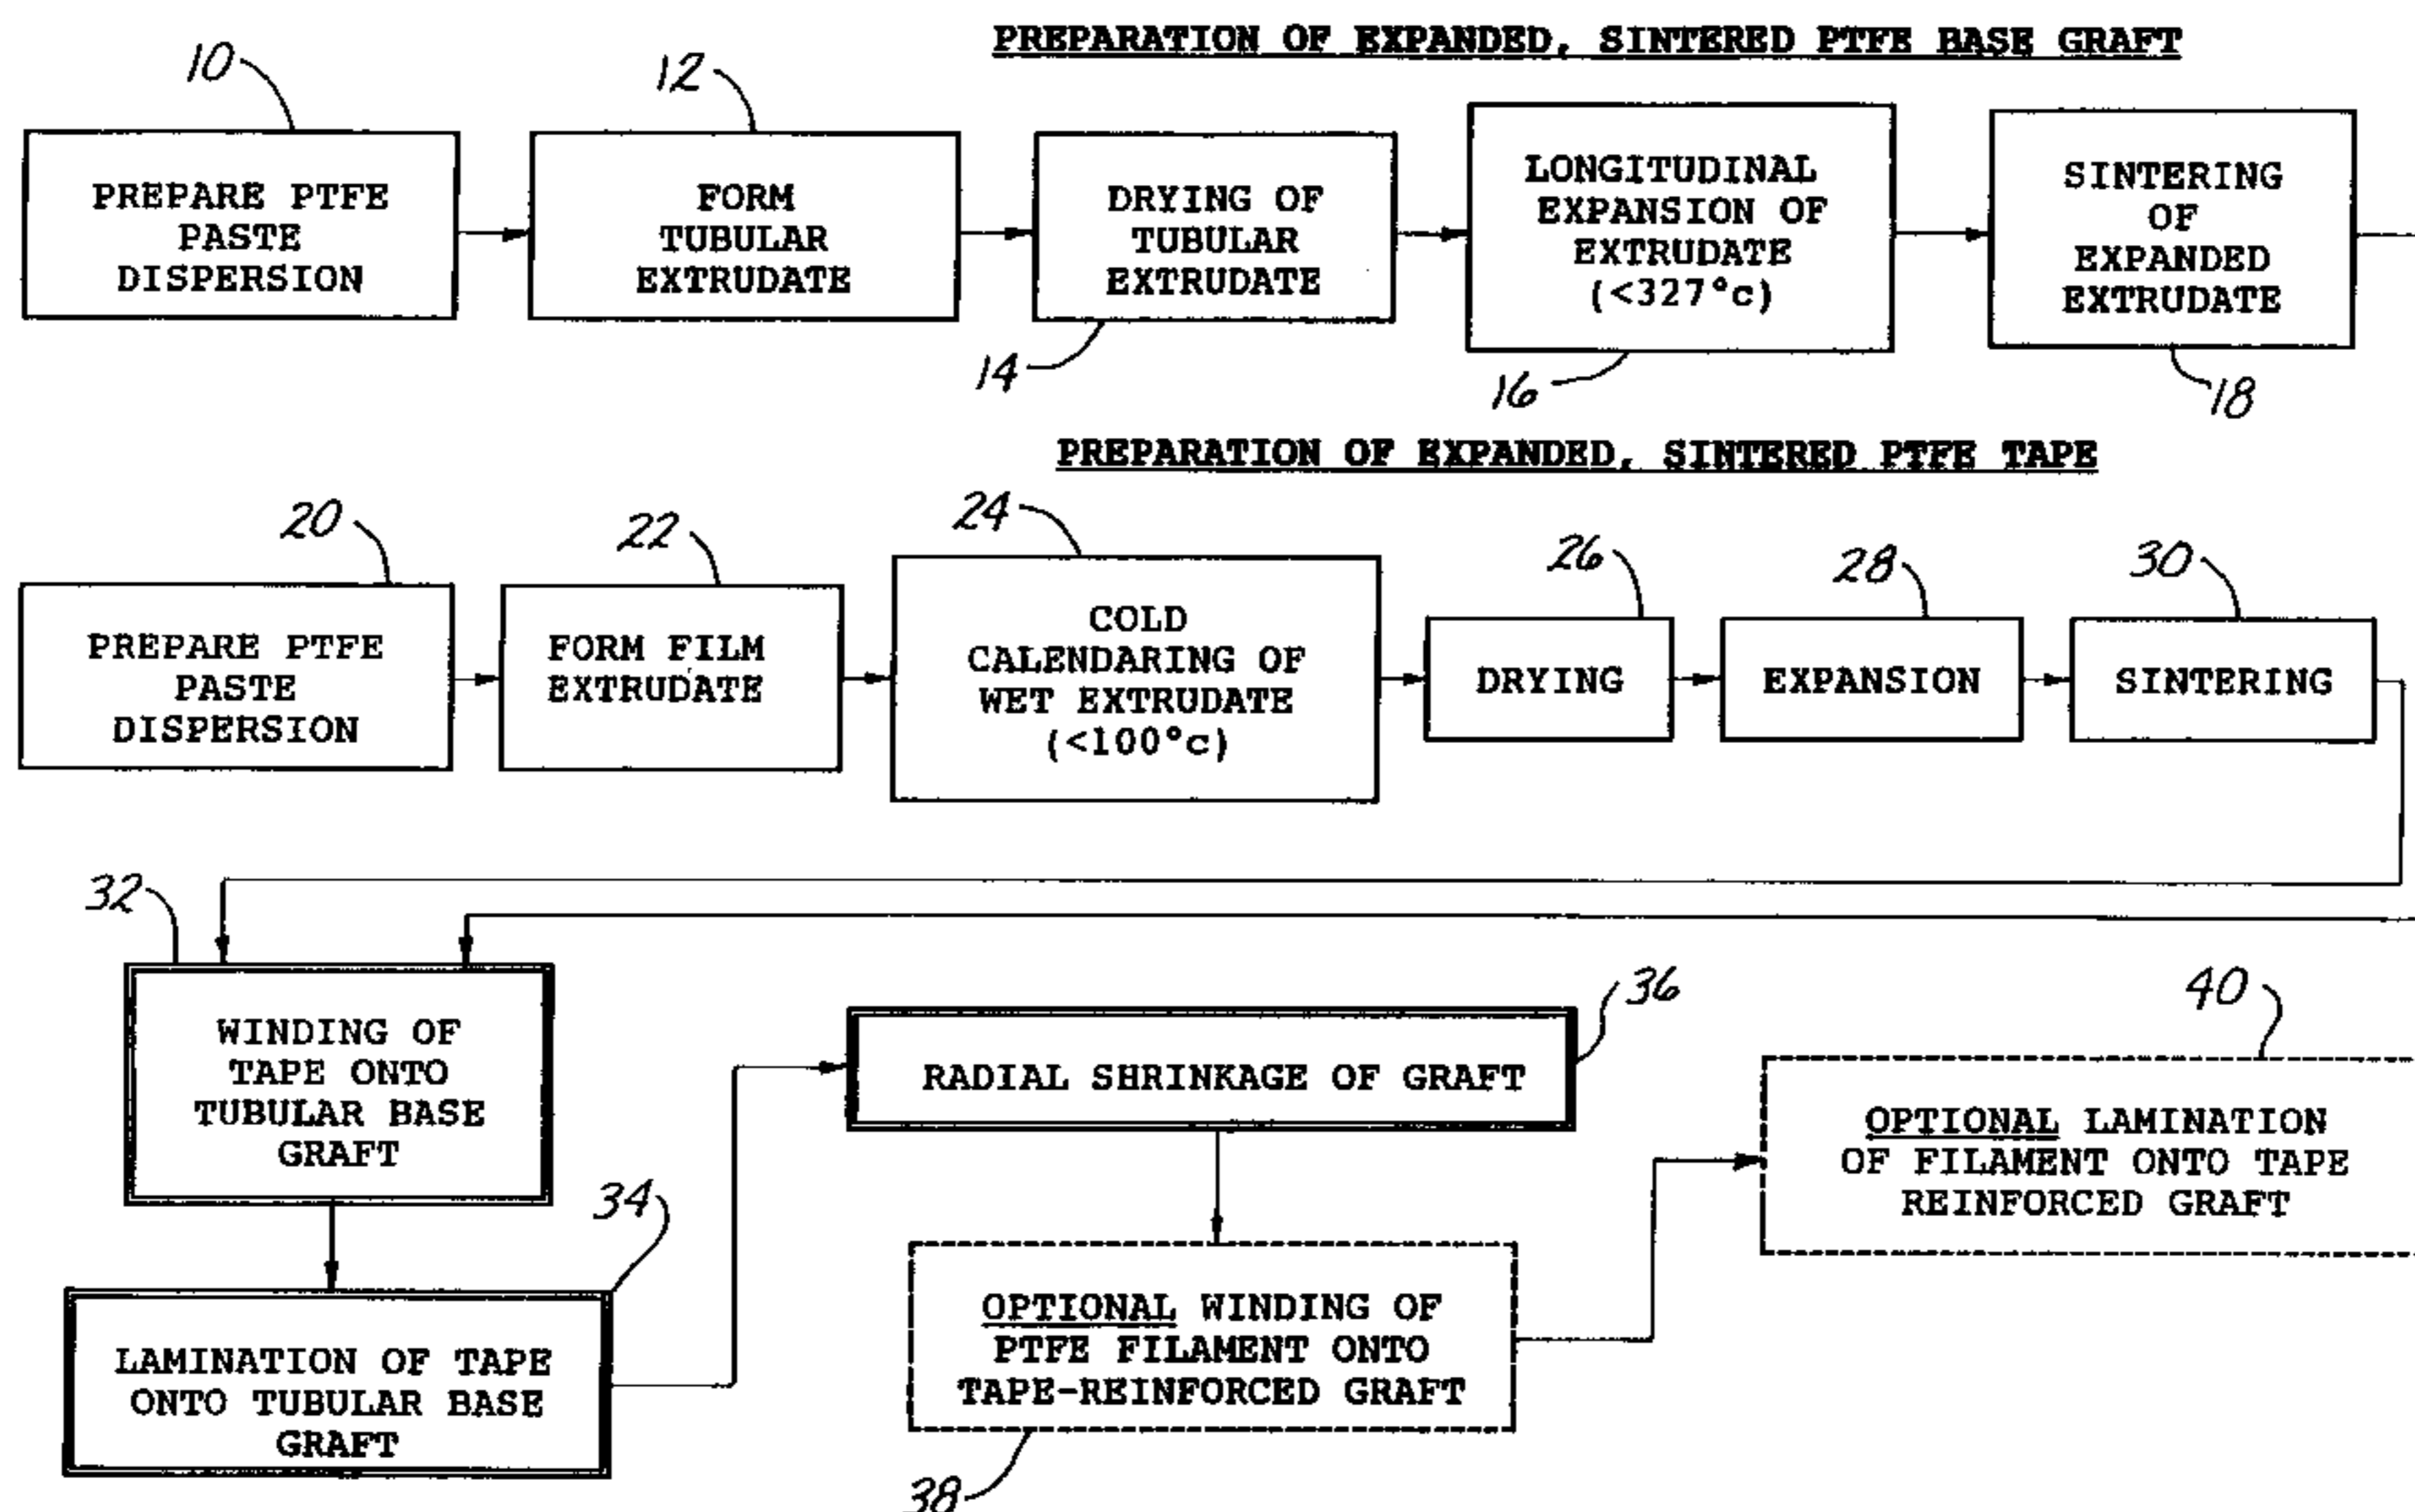 PREPARATION OF EXPANDED, SINTERED PTFE BASE GRAFT
10
12
PREPARE PTFE
PASTE
DISPERSION
FORM
TUBULAR
EXTRUDATE
DRYING OF
TUBULAR
EXTRUDATE
LONGITUDINAL
EXPANSION OF
EXTRUDATE
(<327°c)
SINTERING
OF
EXPANDED
EXTRUDATE
14
16
18
PREPARATION OF EXPANDED, SINTERED PTFE TAPE
20
22
24
26
28
30
PREPARE PTFE
PASTE
DISPERSION
FORM FILM
EXTRUDATE
COLD
CALENDARING OF
WET EXTRUDATE
(<100°c)
DRYING
EXPANSION
SINTERING
32
WINDING OF
TAPE ONTO
TUBULAR BASE
GRAFT
34
LAMINATION OF TAPE
ONTO TUBULAR BASE
GRAFT
36
RADIAL SHRINKAGE OF GRAFT
OPTIONAL WINDING OF
PTFE FILAMENT ONTO
TAPE-REINFORCED GRAFT
38
40
OPTIONAL LAMINATION
OF FILAMENT ONTO TAPE
REINFORCED GRAFT